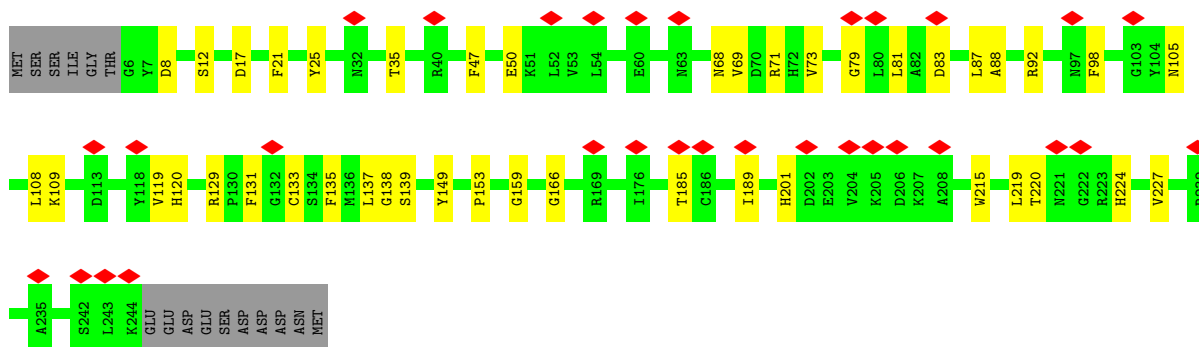 MET SER SER ILE GLY THR G6 Y7 D8 S12 D17 F21 Y25 N32 T35 R40 F47 E50 K51 L52 V53 L54 E60 N63 N68 V69 D70 R71 H72 V73 G79 L80 L81 A82 D83 L87 A88 R92 N97 F98 G103 Y104 N105
L108 K109 D113 Y118 V119 H120 R129 P130 F131 G132 C133 S134 F135 M136 L137 G138 S139 Y149 P153 G159 G166 R169 I176 T185 C186 I189 H201 D202 E203 V204 K205 D206 K207 A208 W215 L219 T220 N221 G222 R223 H224 V227
A235 S242 L243 K244 GLU GLU ASP GLU SER ASP ASP ASP ASN MET